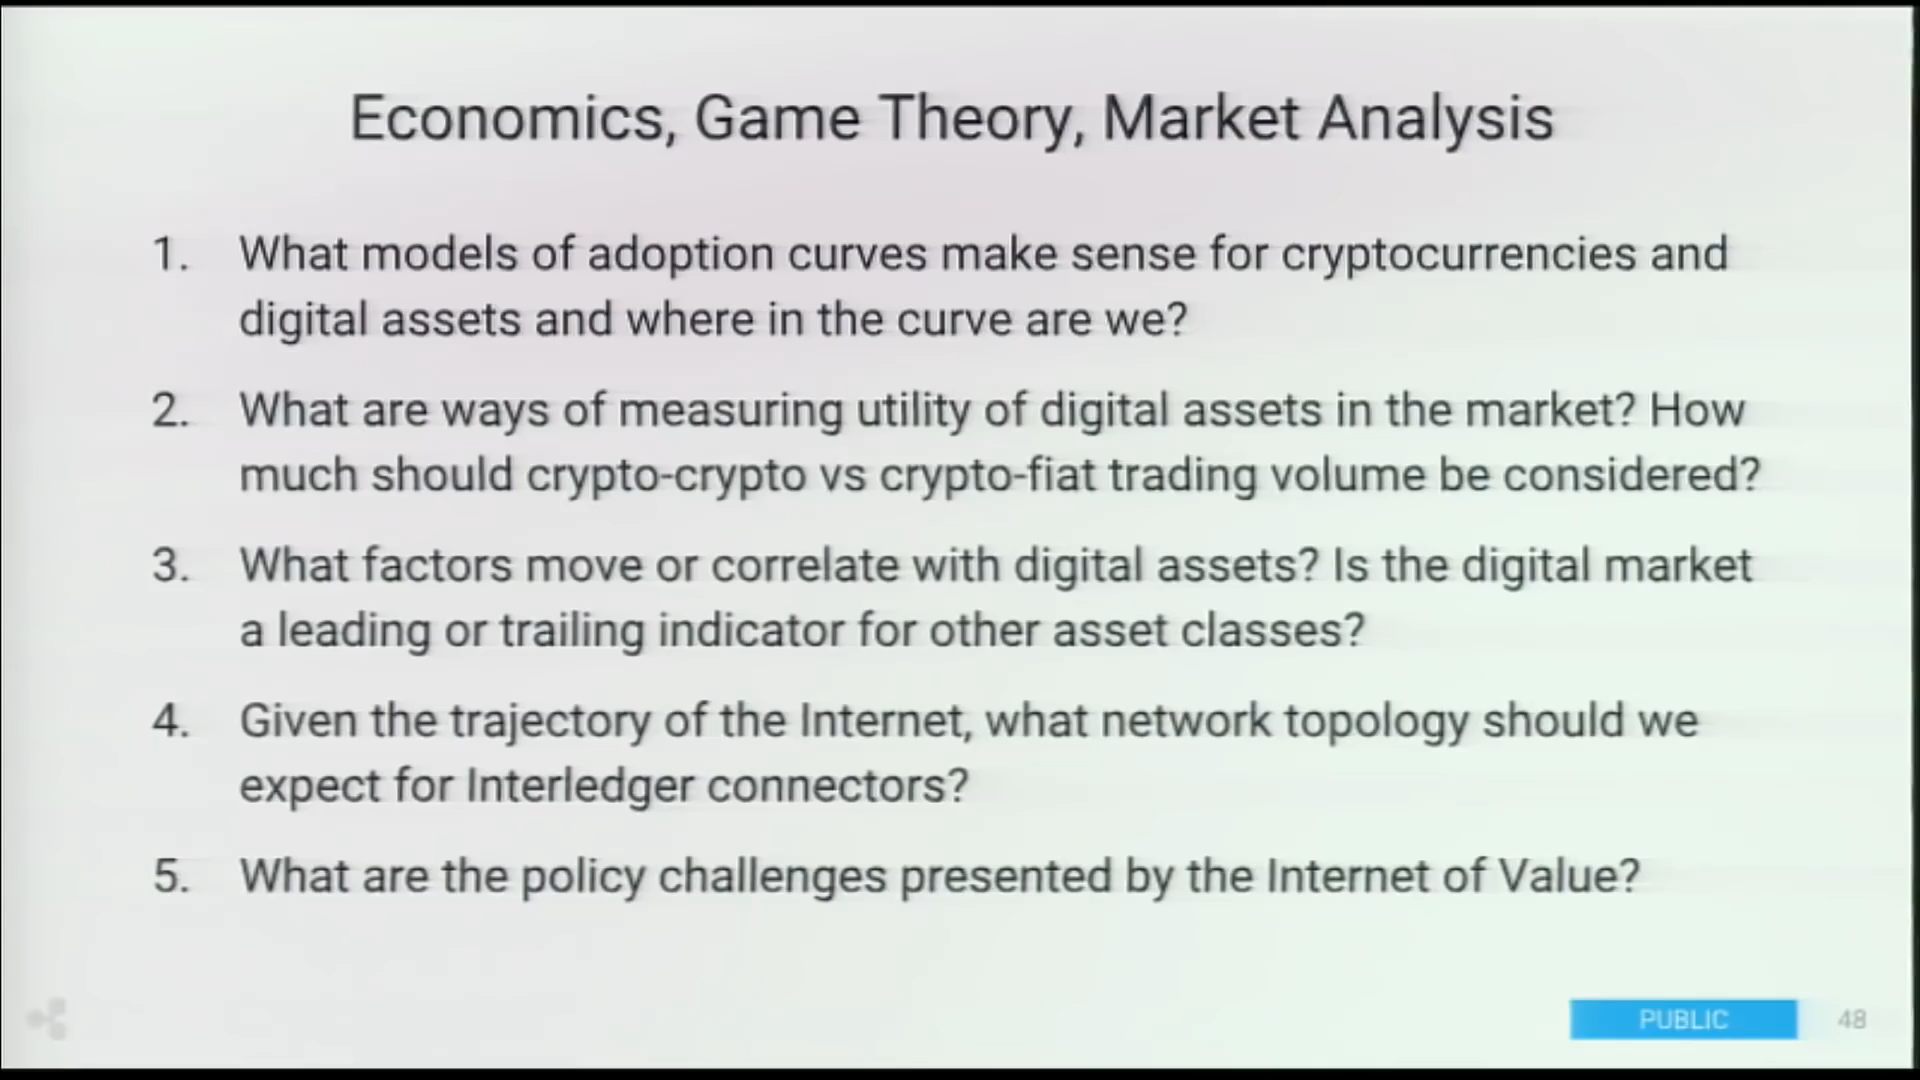 Economics, Game Theory, Market Analysis
1. What models of adoption curves make sense for cryptocurrencies and
digital assets and where in the curve are we?
2. What are ways of measuring utility of digital assets in the market? How
much should crypto-crypto vs crypto-fiat trading volume be considered?
3. What factors move or correlate with digital assets? Is the digital market
a leading or trailing indicator for other asset classes?
4. Given the trajectory of the Internet, what network topology should we
expect for Interledger connectors?
5. What are the policy challenges presented by the Internet of Value?
PUBLIC 48